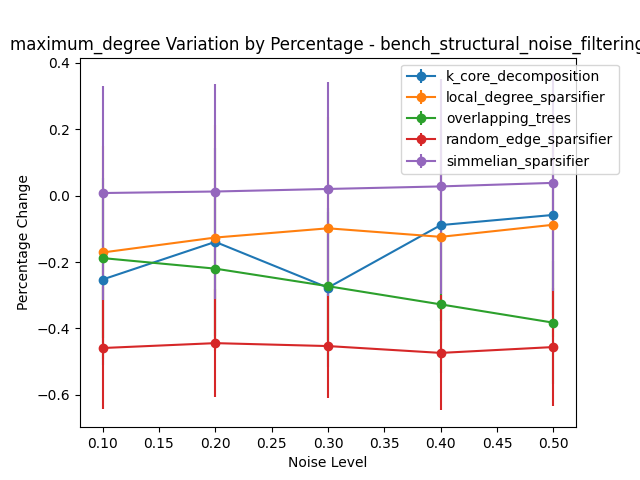 maximum_degree Variation by Percentage - bench_structural_noise_filtering
k_core_decomposition
local_degree_sparsifier
overlapping_trees
random_edge_sparsifier
simmelian_sparsifier
Percentage Change
0.4
0.2
0.0
−0.2
−0.4
−0.6
0.10 0.15 0.20 0.25 0.30 0.35 0.40 0.45 0.50
Noise Level